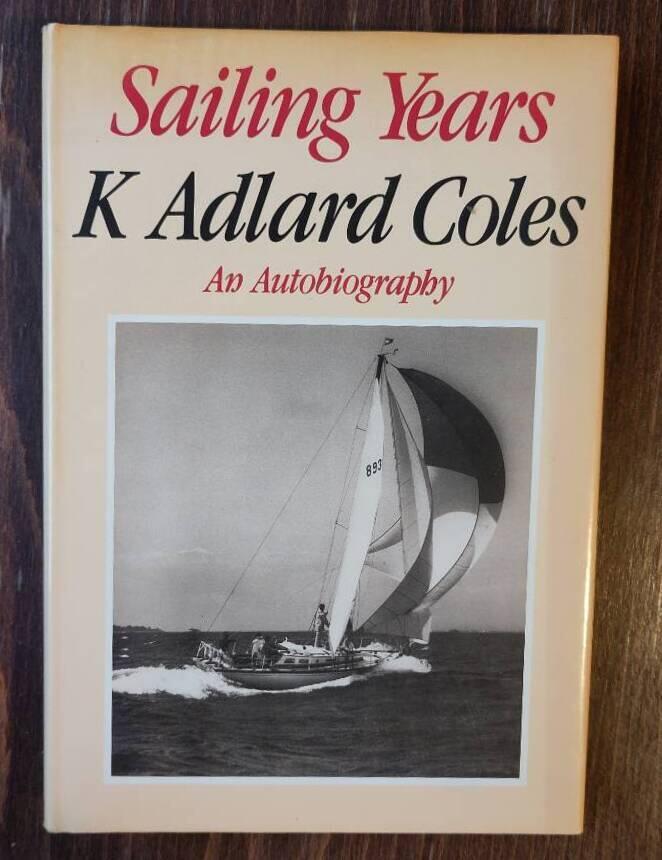 Sailing Years
K Adlard Coles
An Autobiography
893